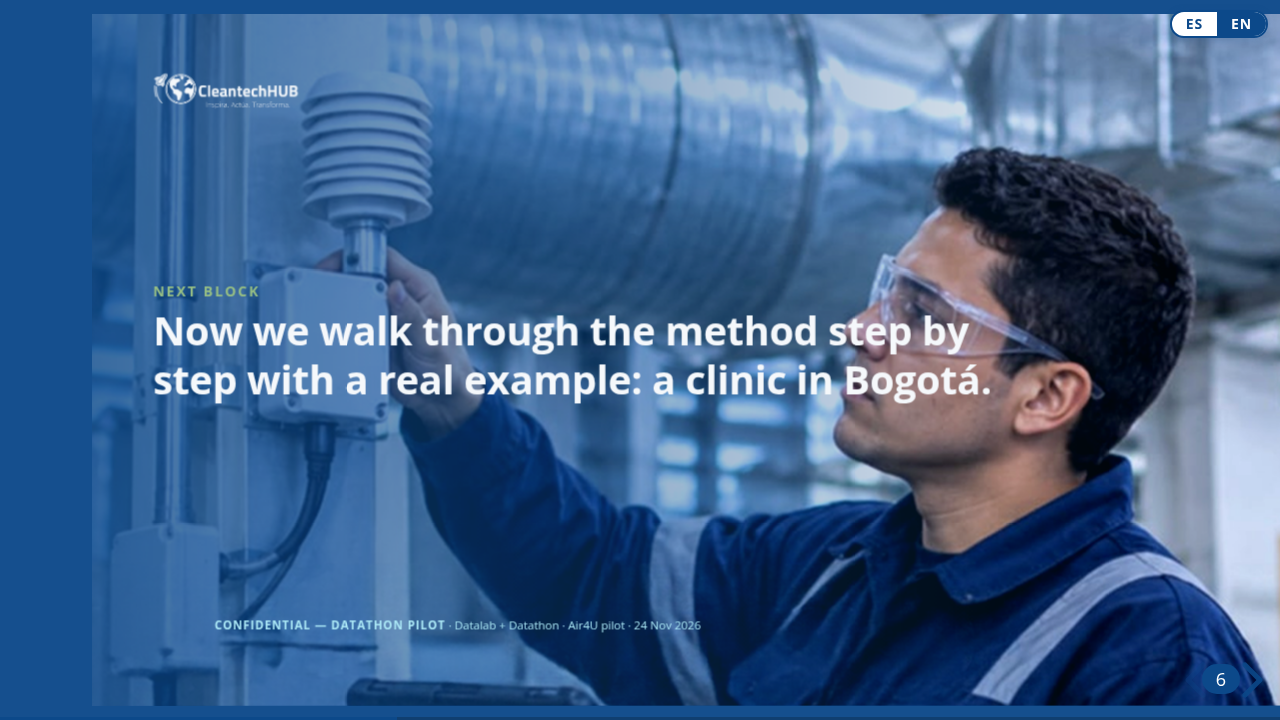 ES EN
CleantechHUB
Inspira. Actúa. Transforma.
NEXT BLOCK
Now we walk through the method step by
step with a real example: a clinic in Bogotá.
CONFIDENTIAL — DATATHON PILOT · Datalab + Datathon · Air4U pilot · 24 Nov 2026
6